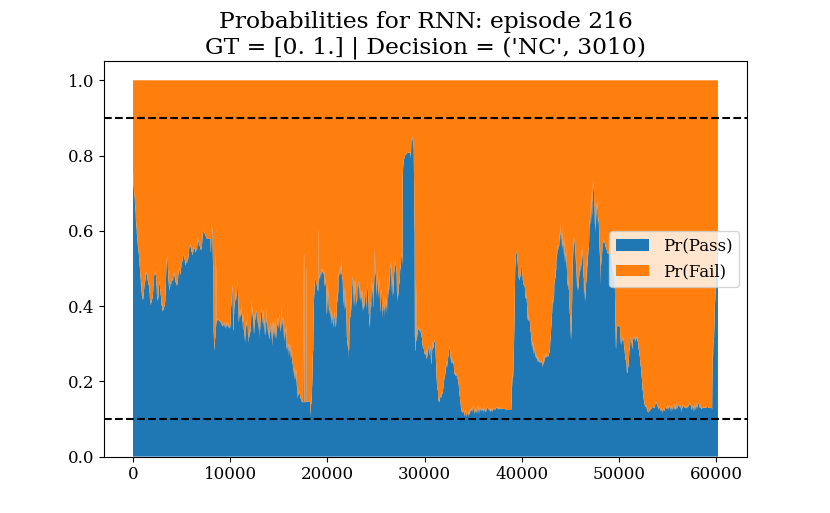 Probabilities for RNN: episode 216
GT = [0. 1.] | Decision = ('NC', 3010)
1.0
0.8
0.6
0.4
0.2
0.0
Pr(Pass)
Pr(Fail)
0 10000 20000 30000 40000 50000 60000